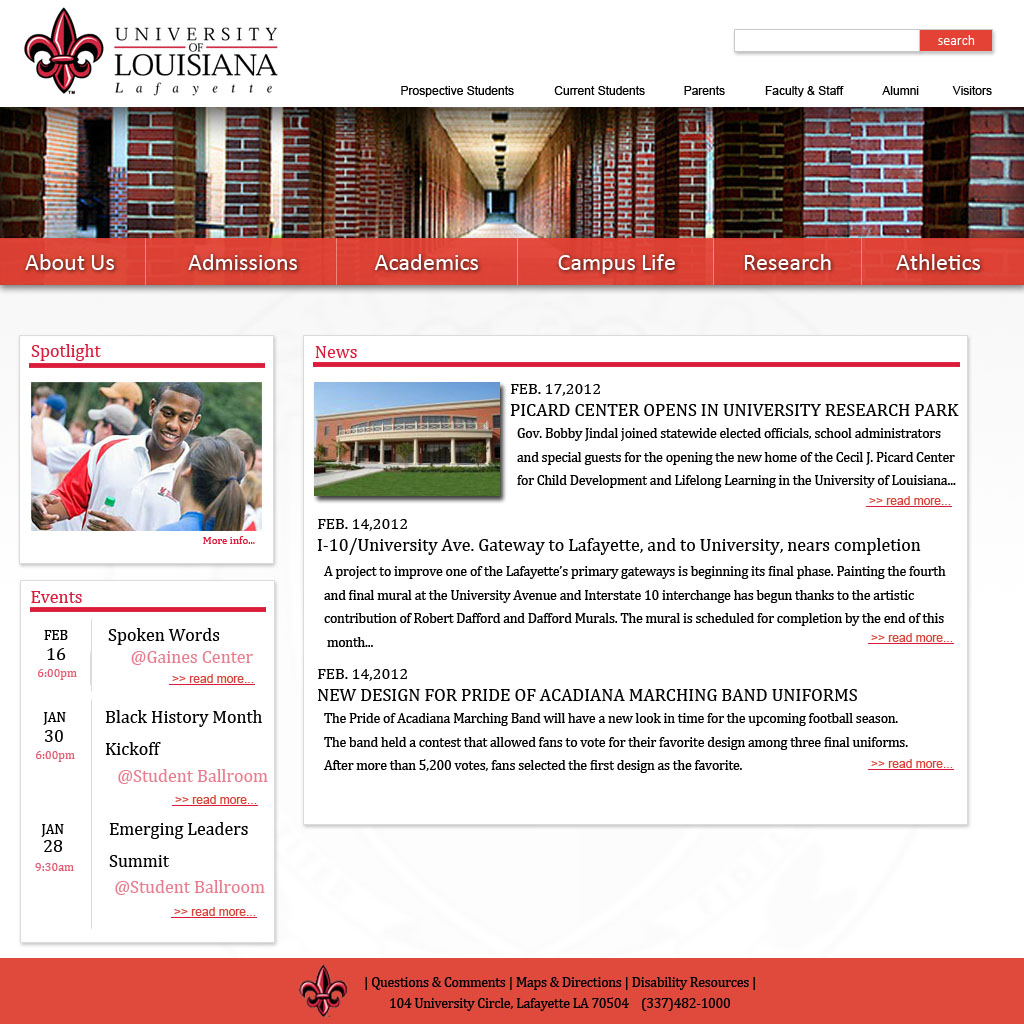 UNIVERSITY
OF
LOUISIANA
Lafayette
™
search
Prospective Students Current Students Parents Faculty & Staff Alumni Visitors
About Us Admissions Academics Campus Life Research Athletics
Spotlight
More info...
Events
FEB
16
6:00pm
Spoken Words
@Gaines Center
>> read more...
JAN
30
6:00pm
Black History Month
Kickoff
@Student Ballroom
>> read more...
JAN
28
9:30am
Emerging Leaders
Summit
@Student Ballroom
>> read more...
News
FEB. 17,2012
PICARD CENTER OPENS IN UNIVERSITY RESEARCH PARK
Gov. Bobby Jindal joined statewide elected officials, school administrators
and special guests for the opening the new home of the Cecil J. Picard Center
for Child Development and Lifelong Learning in the University of Louisiana...
>> read more...
FEB. 14,2012
I-10/University Ave. Gateway to Lafayette, and to University, nears completion
A project to improve one of the Lafayette's primary gateways is beginning its final phase. Painting the fourth
and final mural at the University Avenue and Interstate 10 interchange has begun thanks to the artistic
contribution of Robert Dafford and Dafford Murals. The mural is scheduled for completion by the end of this
month...
>> read more...
FEB. 14,2012
NEW DESIGN FOR PRIDE OF ACADIANA MARCHING BAND UNIFORMS
The Pride of Acadiana Marching Band will have a new look in time for the upcoming football season.
The band held a contest that allowed fans to vote for their favorite design among three final uniforms.
After more than 5,200 votes, fans selected the first design as the favorite.
>> read more...
| Questions & Comments | Maps & Directions | Disability Resources |
104 University Circle, Lafayette LA 70504 (337)482-1000